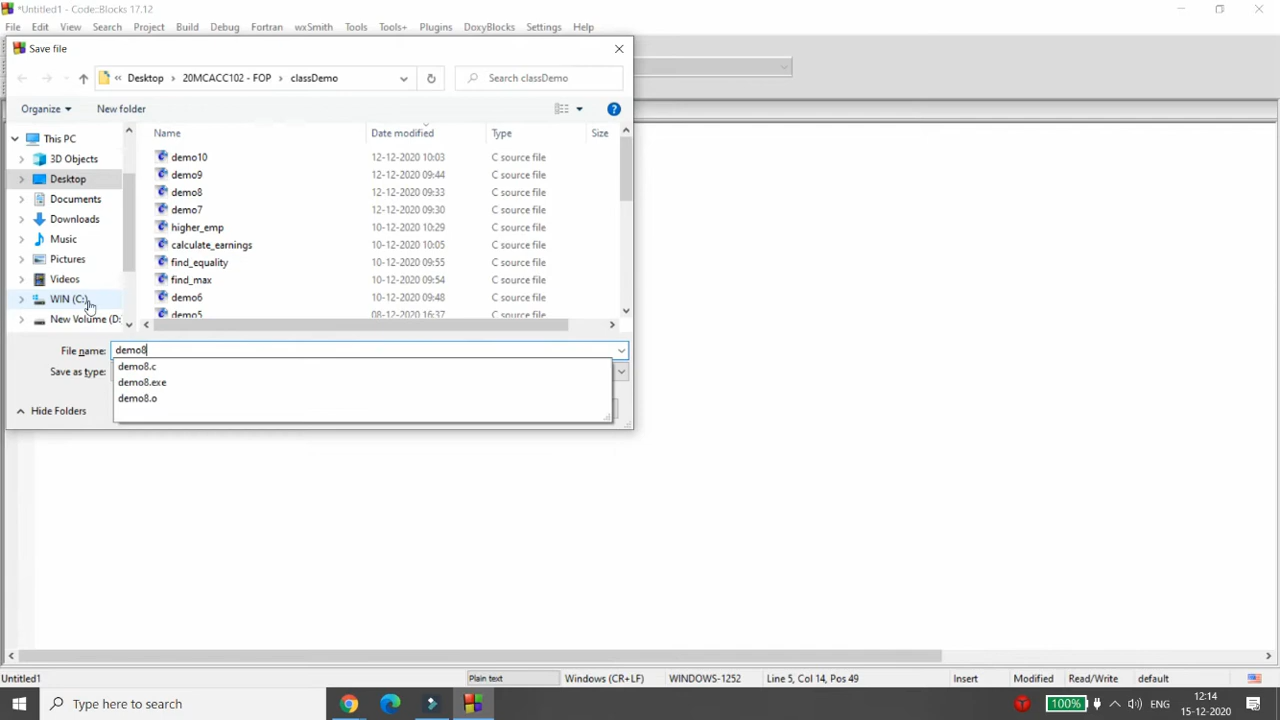 *Untitled1 - Code::Blocks 17.12
File Edit View Search Project Build Debug Fortran wxSmith Tools Tools+ Plugins DoxyBlocks Settings Help
Save file
« Desktop > 20MCACC102 - FOP > classDemo
Search classDemo
Organize New folder
Name Date modified Type Size
This PC
3D Objects
Desktop
Documents
Downloads
Music
Pictures
Videos
WIN (C:)
New Volume (D:
demo10 12-12-2020 10:03 C source file
demo9 12-12-2020 09:44 C source file
demo8 12-12-2020 09:33 C source file
demo7 12-12-2020 09:30 C source file
higher_emp 10-12-2020 10:29 C source file
calculate_earnings 10-12-2020 10:05 C source file
find_equality 10-12-2020 09:55 C source file
find_max 10-12-2020 09:54 C source file
demo6 10-12-2020 09:48 C source file
demo5 08-12-2020 16:37 C source file
File name: demo8
Save as type:
demo8.c
demo8.exe
demo8.o
Hide Folders
Untitled1 Plain text Windows (CR+LF) WINDOWS-1252 Line 5, Col 14, Pos 49 Insert Modified Read/Write default
Type here to search
100% ENG 12:14
15-12-2020